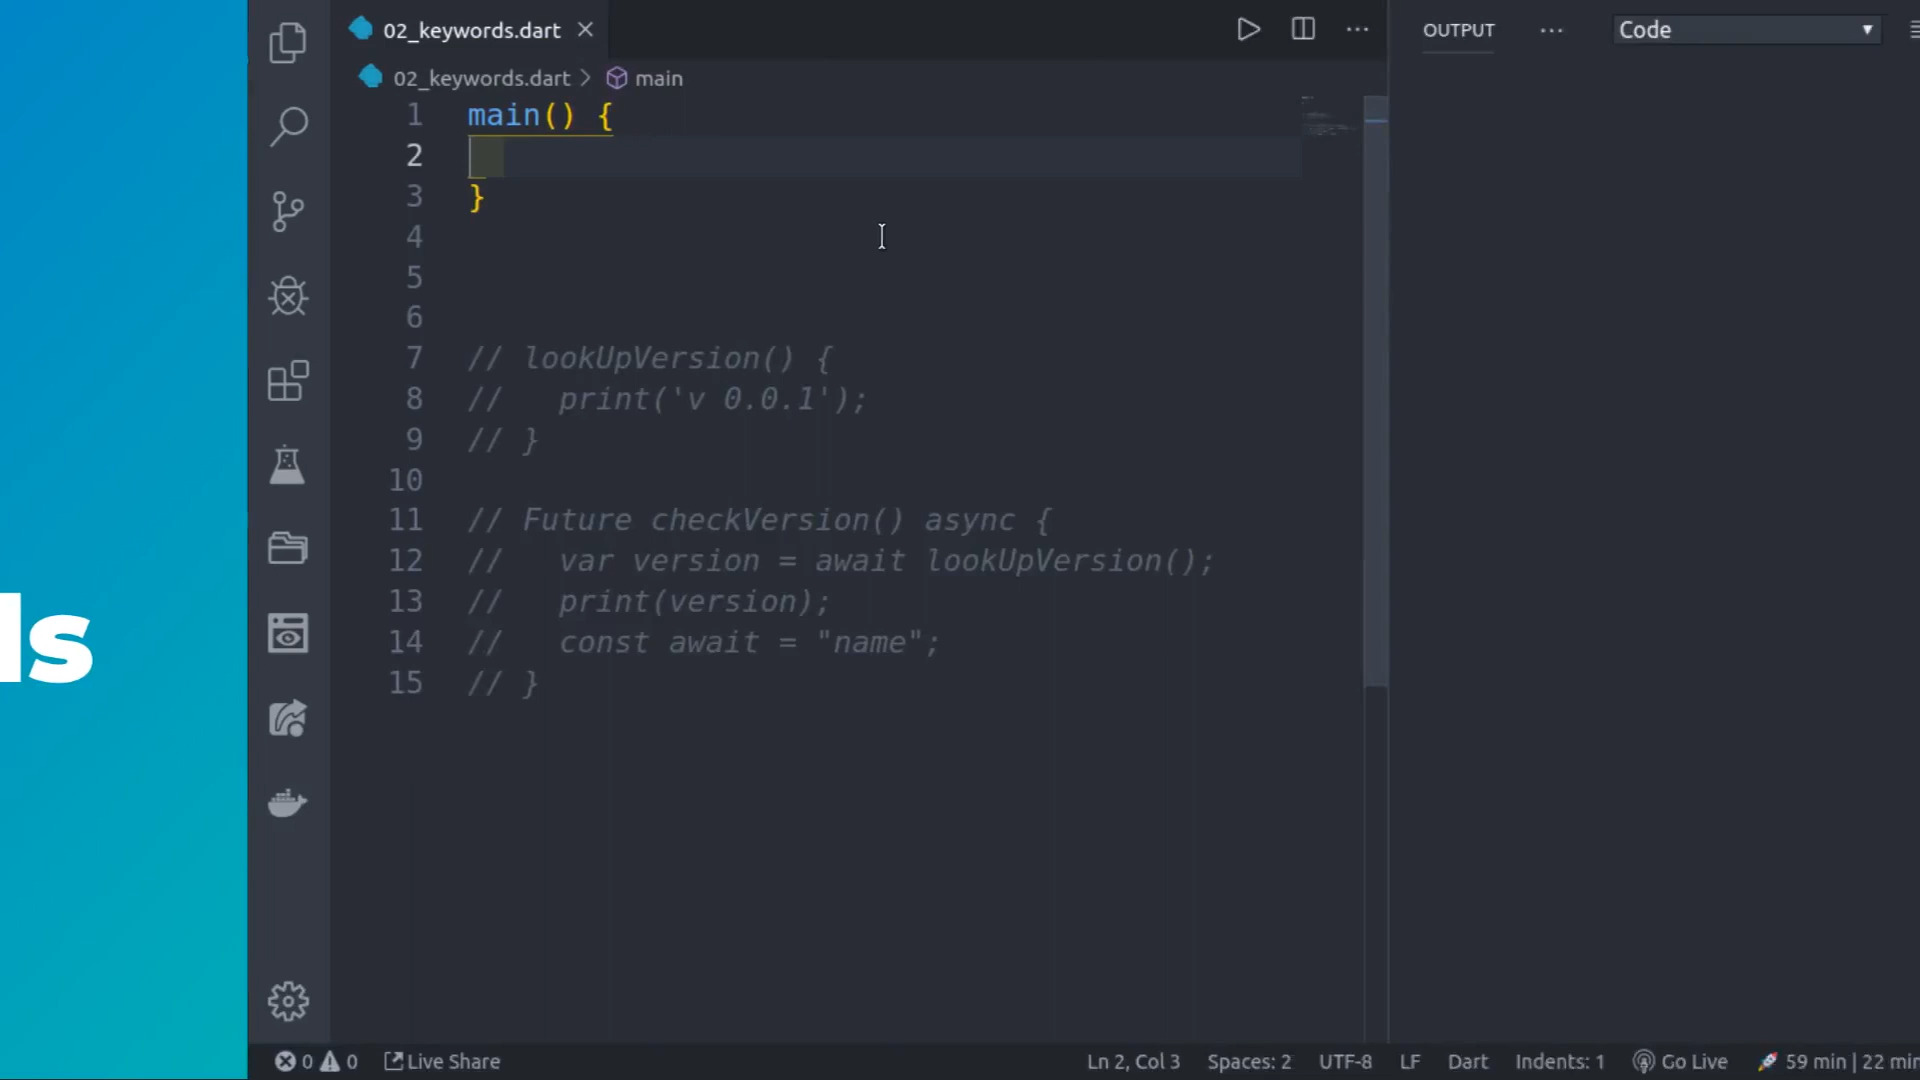 02_keywords.dart
OUTPUT
Code
02_keywords.dart > main
1 main() {
2
3 }
4
5
6
7 // lookUpVersion() {
8 //   print('v 0.0.1');
9 // }
10
11 // Future checkVersion() async {
12 //   var version = await lookUpVersion();
13 //   print(version);
14 //   const await = "name";
15 // }
ls
0 0 Live Share Ln 2, Col 3 Spaces: 2 UTF-8 LF Dart Indents: 1 Go Live 59 min | 22 min